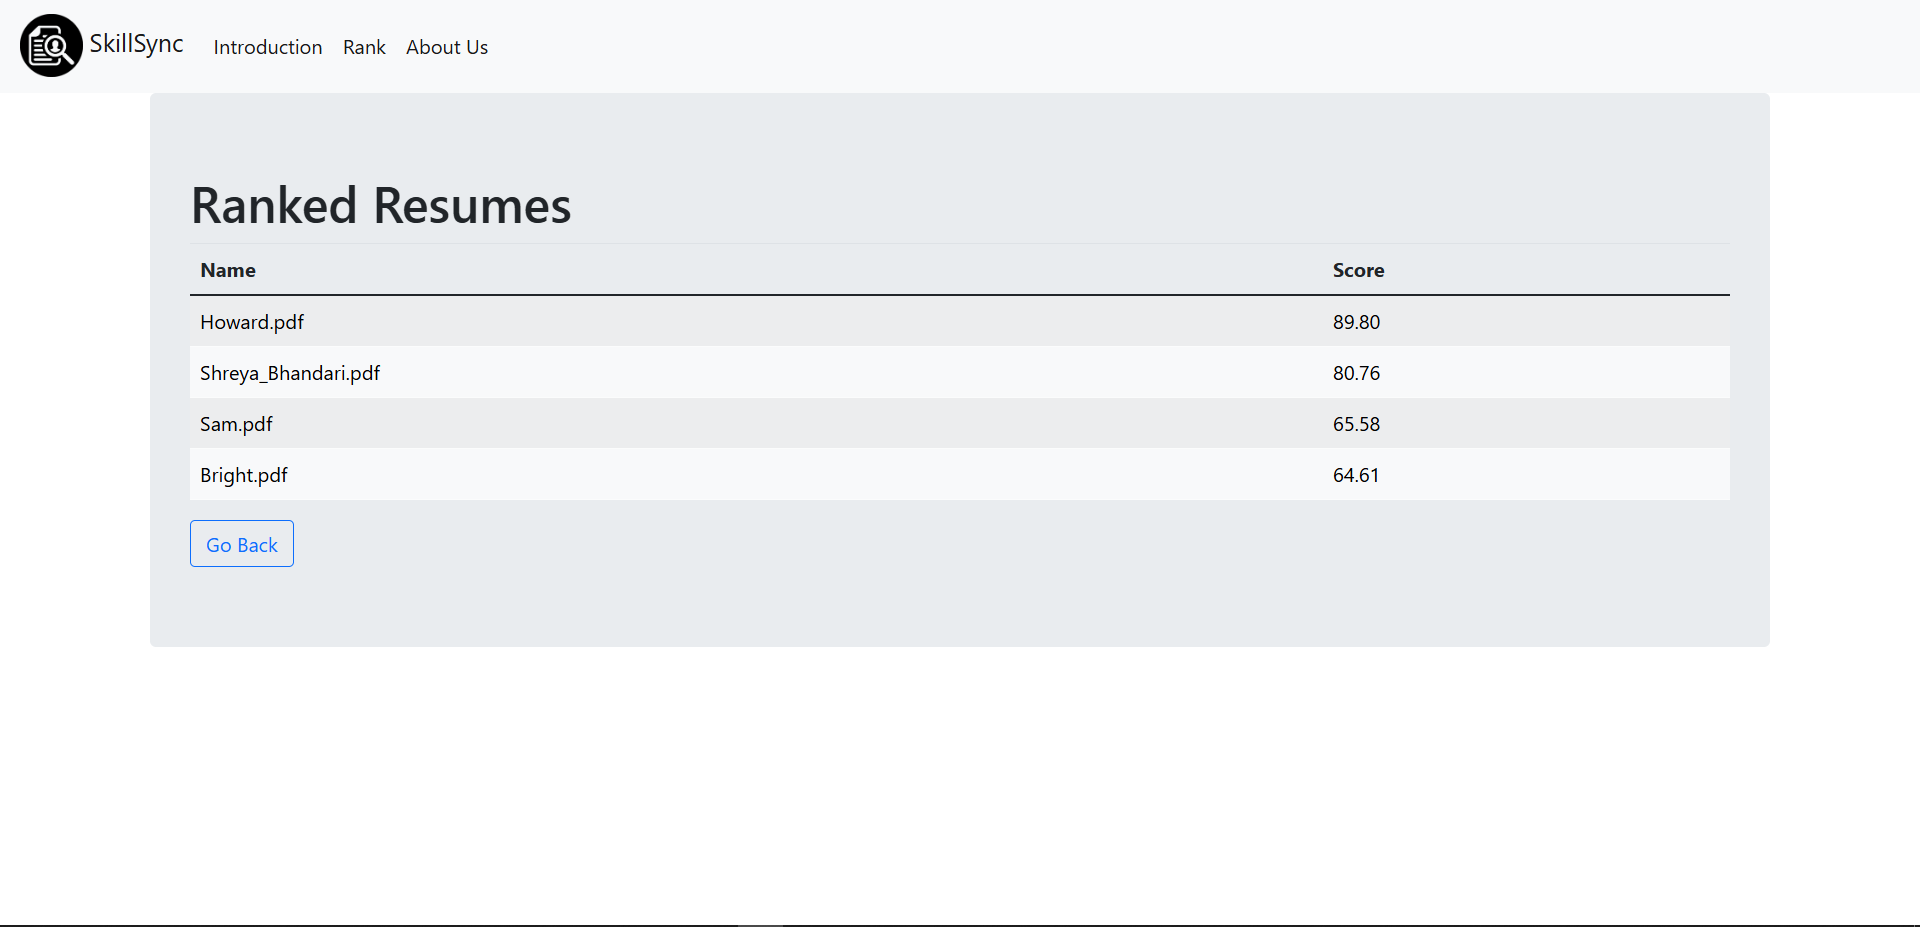 SkillSync Introduction Rank About Us
Ranked Resumes
Name Score
Howard.pdf 89.80
Shreya_Bhandari.pdf 80.76
Sam.pdf 65.58
Bright.pdf 64.61
Go Back